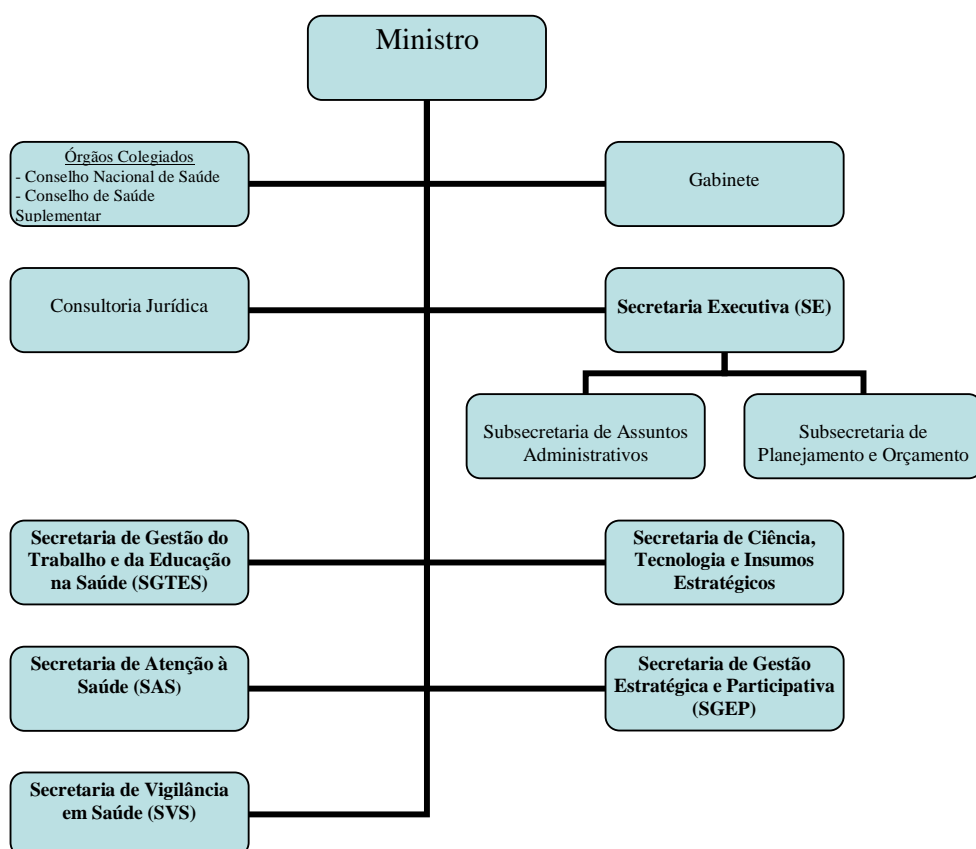 Ministro
Órgãos Colegiados
- Conselho Nacional de Saúde
- Conselho de Saúde
Suplementar
Gabinete
Consultoria Jurídica
Secretaria Executiva (SE)
Subsecretaria de Assuntos
Administrativos
Subsecretaria de
Planejamento e Orçamento
Secretaria de Gestão do
Trabalho e da Educação
na Saúde (SGTES)
Secretaria de Ciência,
Tecnologia e Insumos
Estratégicos
Secretaria de Atenção à
Saúde (SAS)
Secretaria de Gestão
Estratégica e Participativa
(SGEP)
Secretaria de Vigilância
em Saúde (SVS)